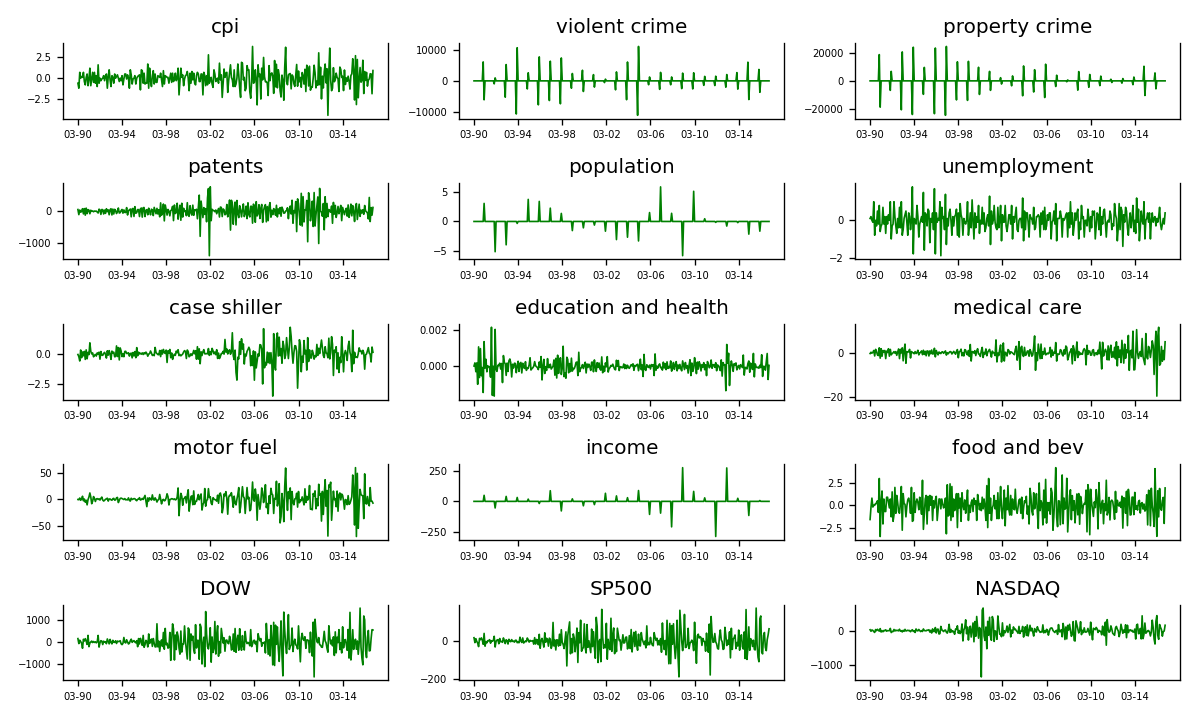 cpi violent crime property crime
2.5 10000 20000
0.0 0 0
−2.5 −10000 −20000
03-90 03-94 03-98 03-02 03-06 03-10 03-14 03-90 03-94 03-98 03-02 03-06 03-10 03-14 03-90 03-94 03-98 03-02 03-06 03-10 03-14
patents population unemployment
0 5 0
−1000 0 −2
−5
03-90 03-94 03-98 03-02 03-06 03-10 03-14 03-90 03-94 03-98 03-02 03-06 03-10 03-14 03-90 03-94 03-98 03-02 03-06 03-10 03-14
case shiller education and health medical care
0.0 0.002 0
−2.5 0.000 −20
03-90 03-94 03-98 03-02 03-06 03-10 03-14 03-90 03-94 03-98 03-02 03-06 03-10 03-14 03-90 03-94 03-98 03-02 03-06 03-10 03-14
motor fuel income food and bev
50 250 2.5
0 0 0.0
−50 −250 −2.5
03-90 03-94 03-98 03-02 03-06 03-10 03-14 03-90 03-94 03-98 03-02 03-06 03-10 03-14 03-90 03-94 03-98 03-02 03-06 03-10 03-14
DOW SP500 NASDAQ
1000 0 0
0 −200 −1000
−1000
03-90 03-94 03-98 03-02 03-06 03-10 03-14 03-90 03-94 03-98 03-02 03-06 03-10 03-14 03-90 03-94 03-98 03-02 03-06 03-10 03-14